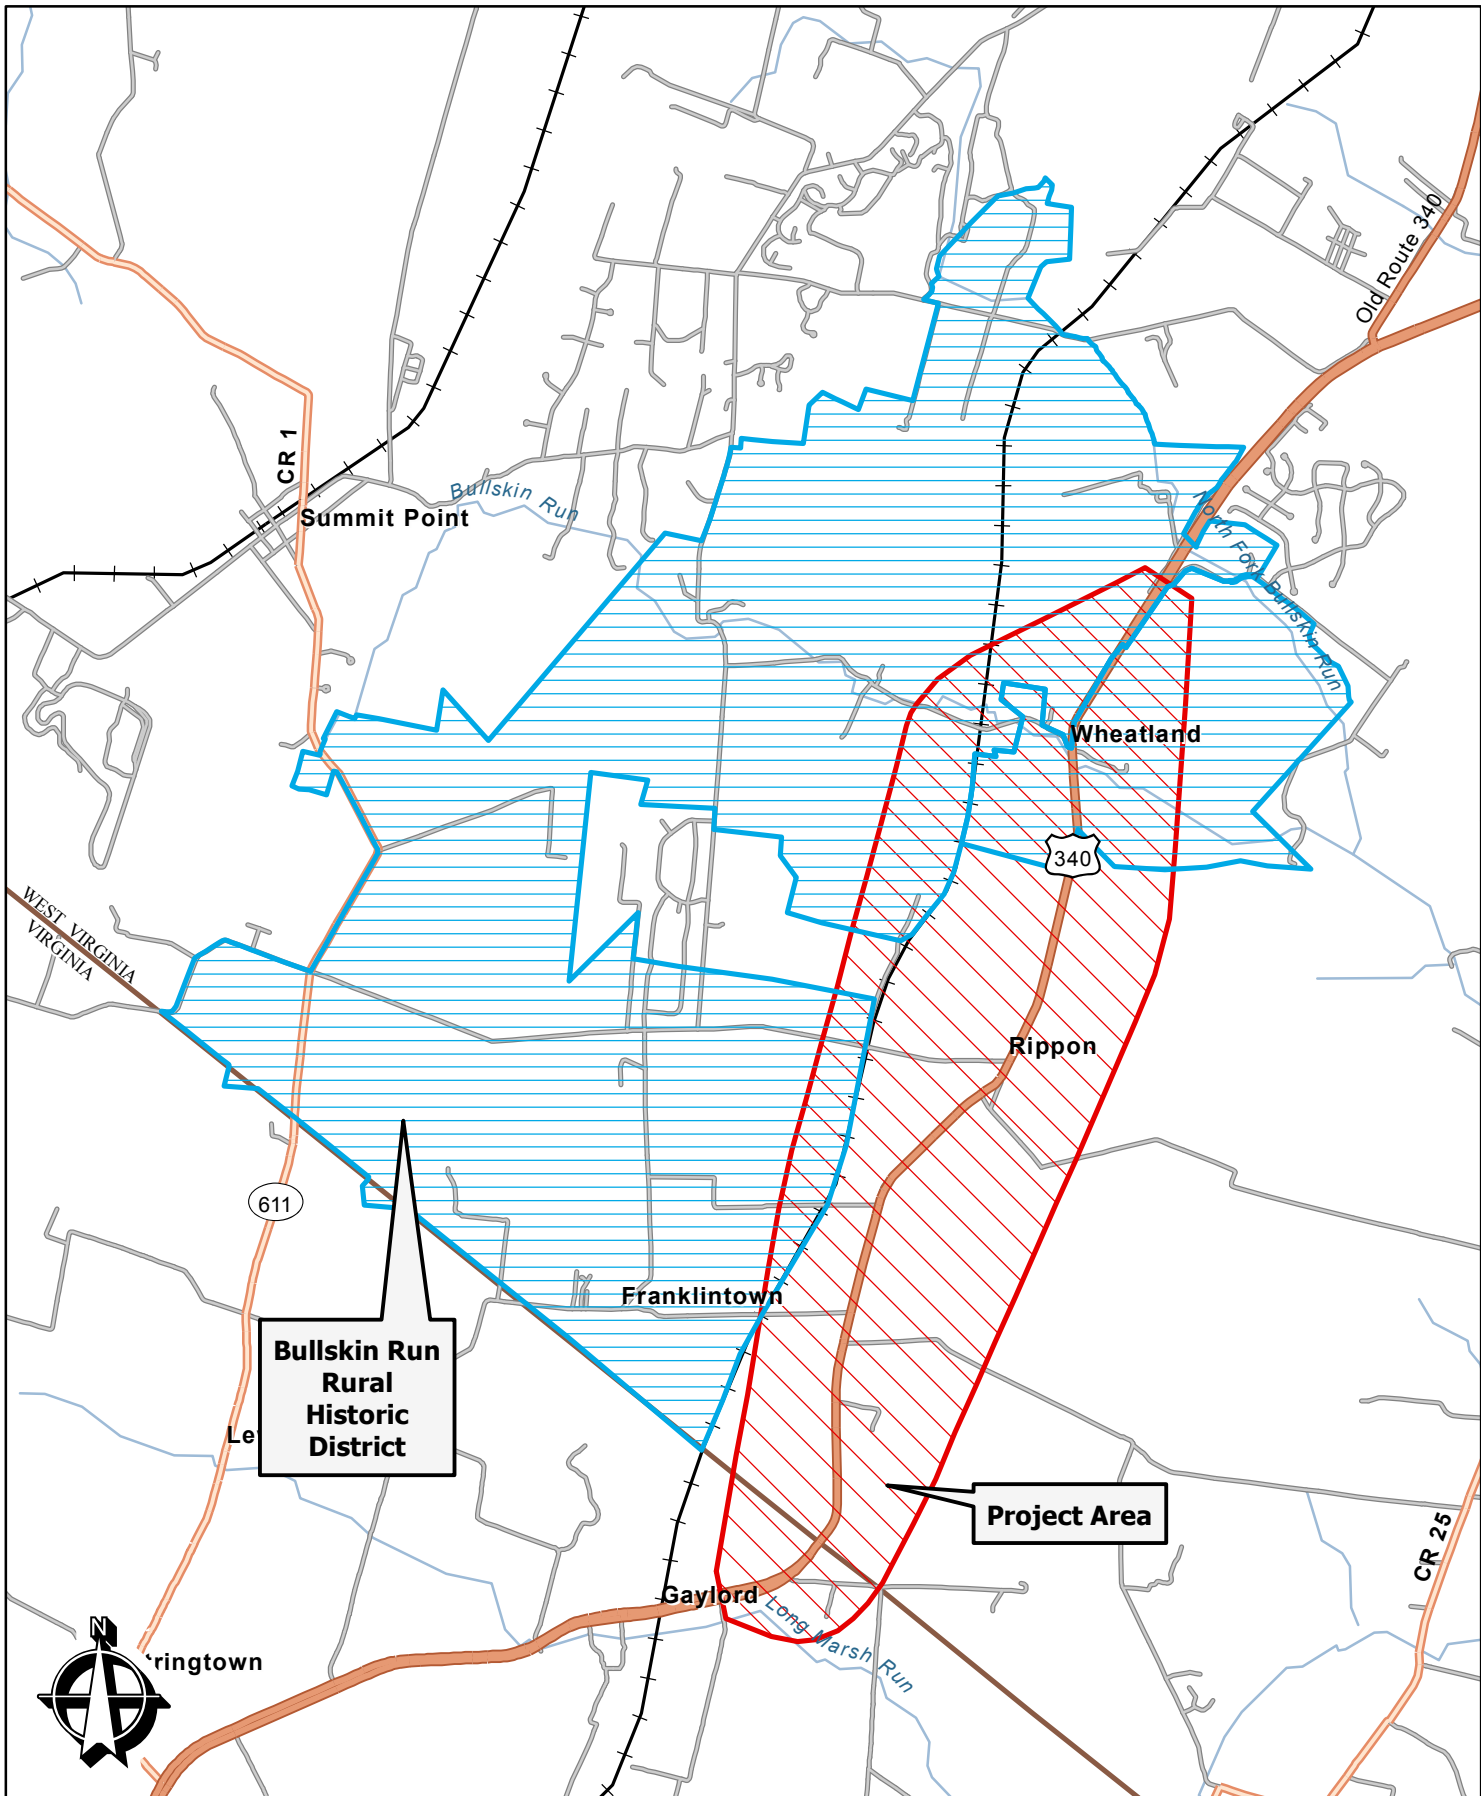 Old Route 340
CR 1
Bullskin Run
Summit Point
North Fork Bullskin Run
Wheatland
340
WEST VIRGINIA
VIRGINIA
Rippon
611
Franklintown
Bullskin Run
Rural
Historic
District
Project Area
CR 25
Gaylord
Long Marsh Run
N